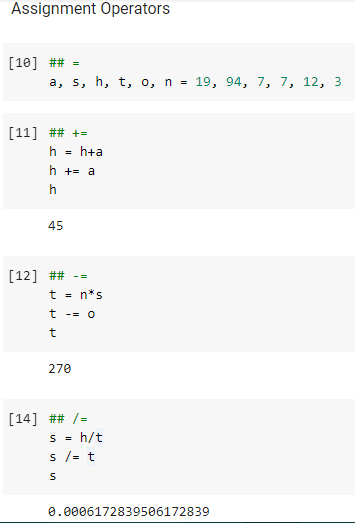 Assignment Operators
[10] ## =
a, s, h, t, o, n = 19, 94, 7, 7, 12, 3
[11] ## +=
h = h+a
h += a
h
45
[12] ## -=
t = n*s
t -= o
t
270
[14] ## /=
s = h/t
s /= t
s
0.0006172839506172839